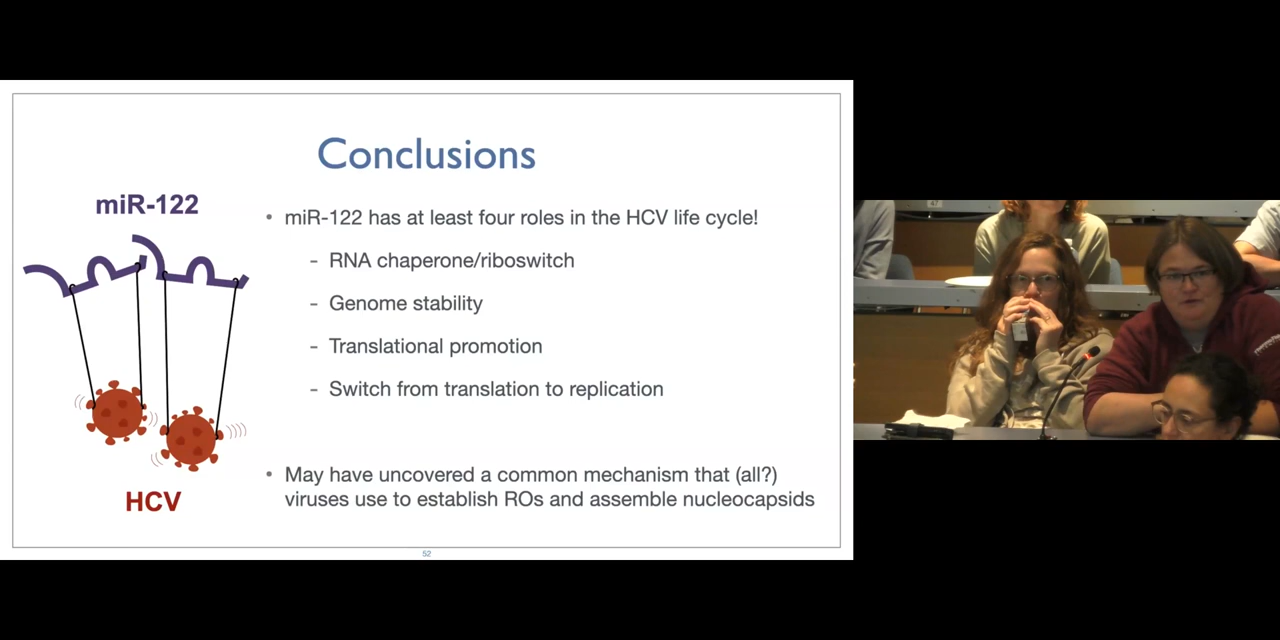 Conclusions
miR-122
HCV
• miR-122 has at least four roles in the HCV life cycle!
- RNA chaperone/riboswitch
- Genome stability
- Translational promotion
- Switch from translation to replication
• May have uncovered a common mechanism that (all?)
viruses use to establish ROs and assemble nucleocapsids
52
47